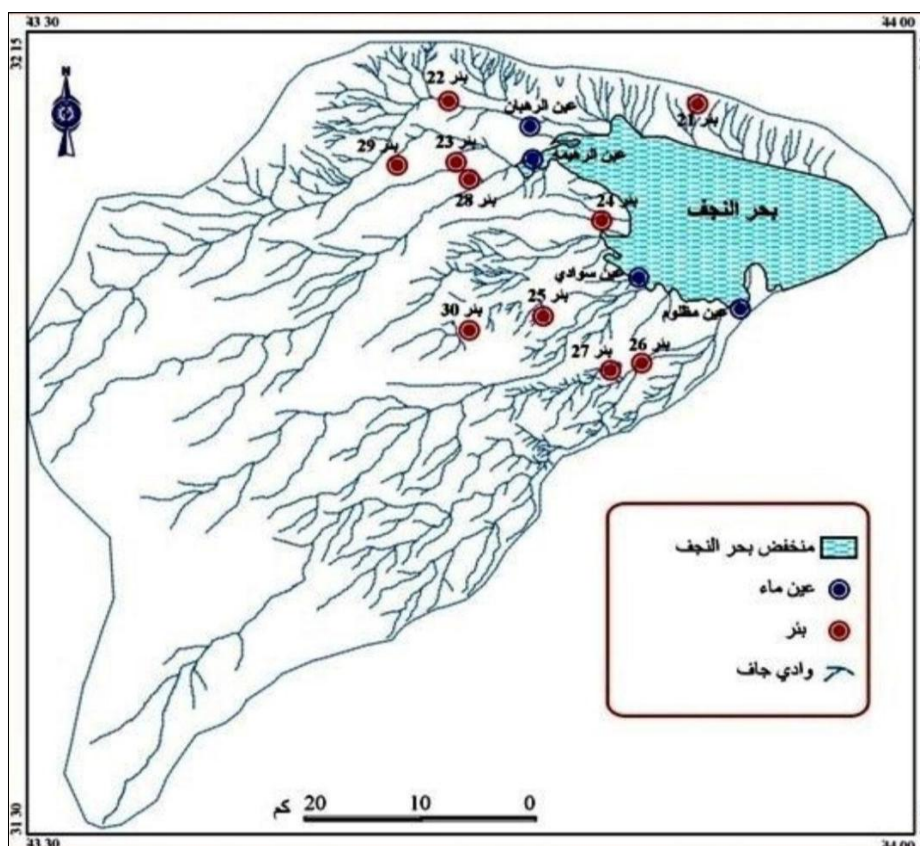 43 30
44 00
32 15
N
بئر 22
عين الرهبان
بئر 21
بئر 29
بئر 23
عين الرهيمة
بئر 28
بئر 24
بحر النجف
عين سوادي
بئر 25
بئر 30
عين مظلوم
بئر 27
بئر 26
منخفض بحر النجف
عين ماء
بئر
وادي جاف
كم 20 10 0
31 30
43 30
44 00